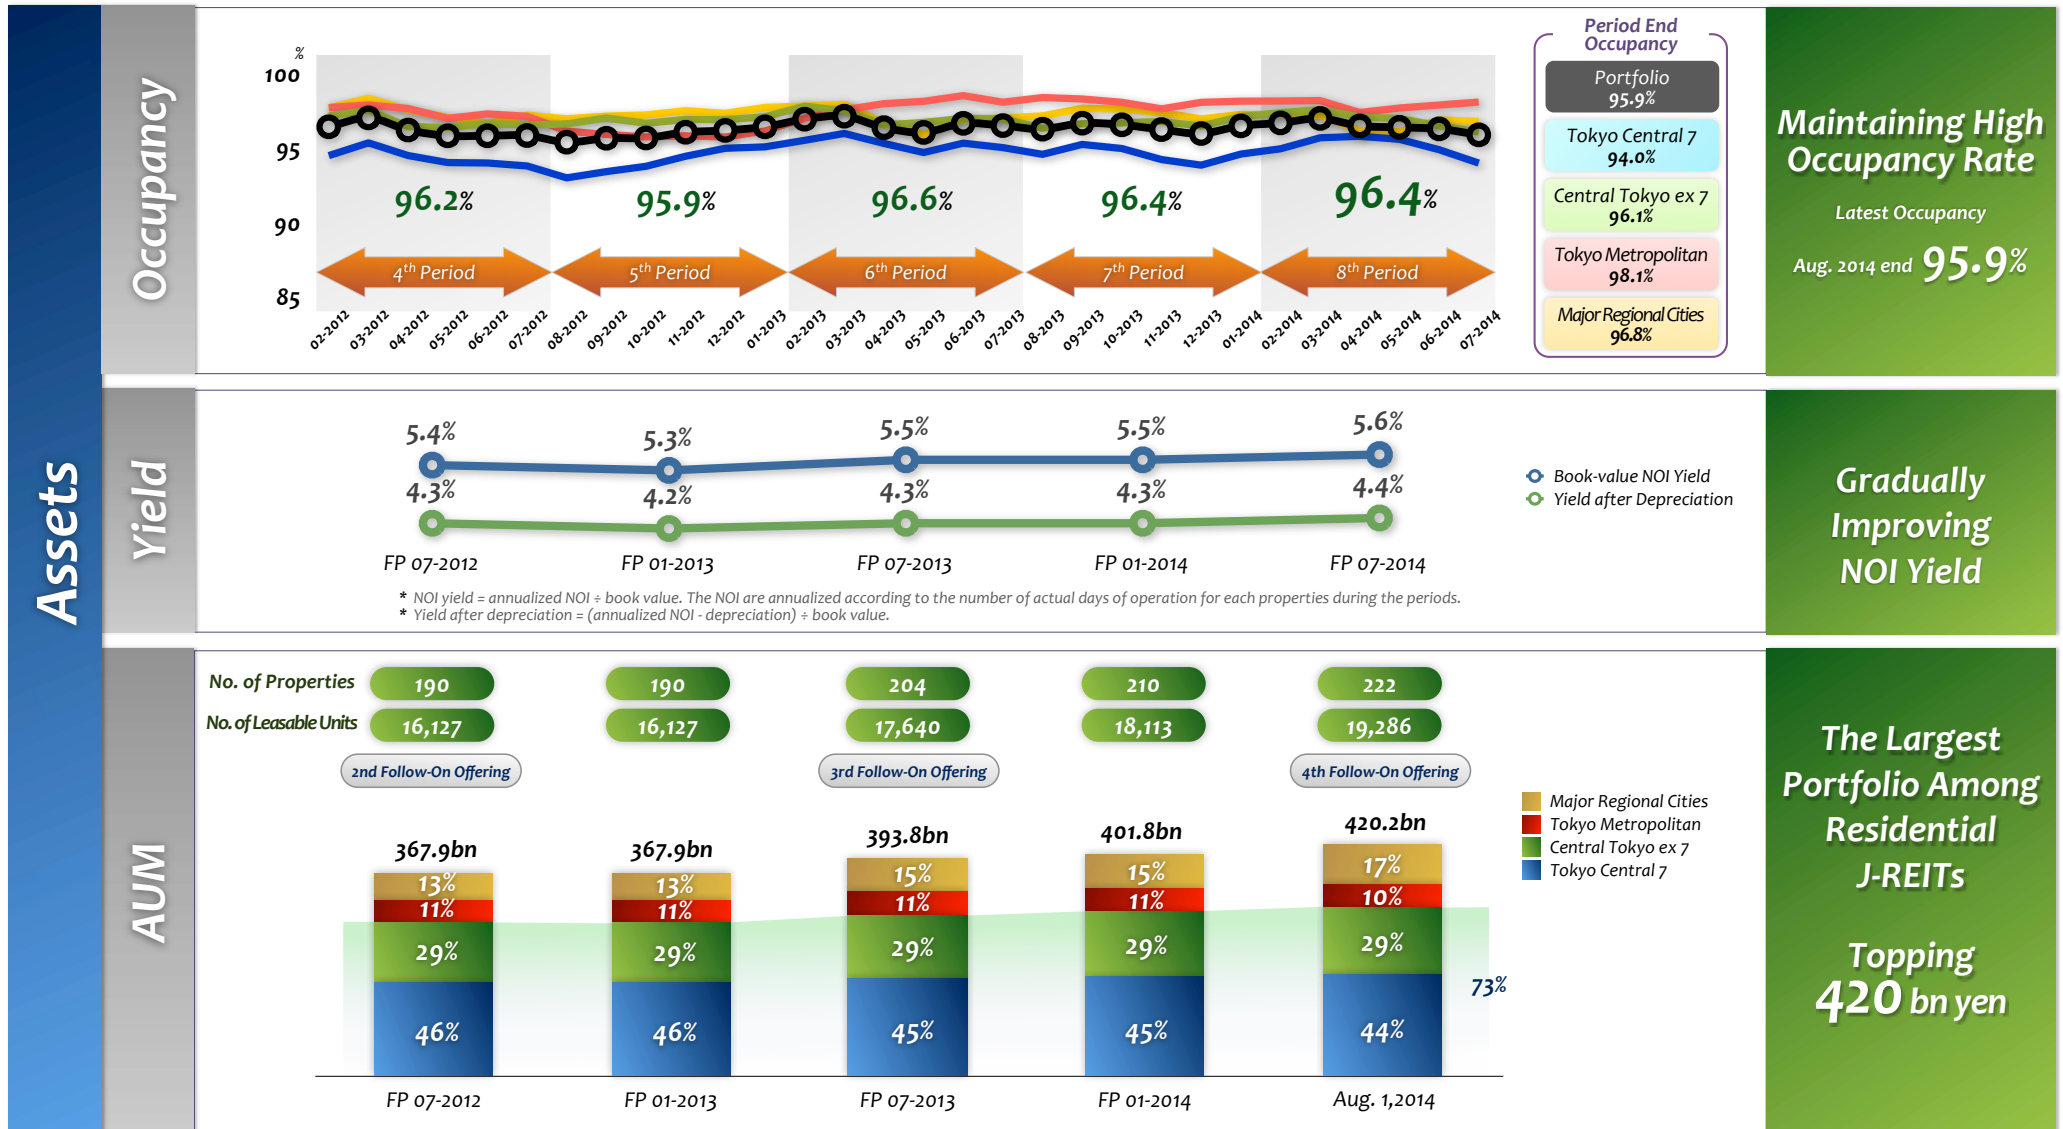 Assets
Occupancy
%
100
95
90
85
96.2%
95.9%
96.6%
96.4%
96.4%
4th Period
5th Period
6th Period
7th Period
8th Period
02-2012
03-2012
04-2012
05-2012
06-2012
07-2012
08-2012
09-2012
10-2012
11-2012
12-2012
01-2013
02-2013
03-2013
04-2013
05-2013
06-2013
07-2013
08-2013
09-2013
10-2013
11-2013
12-2013
01-2014
02-2014
03-2014
04-2014
05-2014
06-2014
07-2014
Period End
Occupancy
Portfolio
95.9%
Tokyo Central 7
94.0%
Central Tokyo ex 7
96.1%
Tokyo Metropolitan
98.1%
Major Regional Cities
96.8%
Maintaining High
Occupancy Rate
Latest Occupancy
Aug. 2014 end 95.9%
Yield
5.4%
5.3%
5.5%
5.5%
5.6%
4.3%
4.2%
4.3%
4.3%
4.4%
FP 07-2012
FP 01-2013
FP 07-2013
FP 01-2014
FP 07-2014
Book-value NOI Yield
Yield after Depreciation
* NOI yield = annualized NOI ÷ book value. The NOI are annualized according to the number of actual days of operation for each properties during the periods.
* Yield after depreciation = (annualized NOI - depreciation) ÷ book value.
Gradually
Improving
NOI Yield
AUM
No. of Properties
190
190
204
210
222
No. of Leasable Units
16,127
16,127
17,640
18,113
19,286
2nd Follow-On Offering
3rd Follow-On Offering
4th Follow-On Offering
367.9bn
367.9bn
393.8bn
401.8bn
420.2bn
13%
13%
15%
15%
17%
11%
11%
11%
11%
10%
29%
29%
29%
29%
29%
46%
46%
45%
45%
44%
73%
FP 07-2012
FP 01-2013
FP 07-2013
FP 01-2014
Aug. 1,2014
Major Regional Cities
Tokyo Metropolitan
Central Tokyo ex 7
Tokyo Central 7
The Largest
Portfolio Among
Residential
J-REITs
Topping
420 bn yen